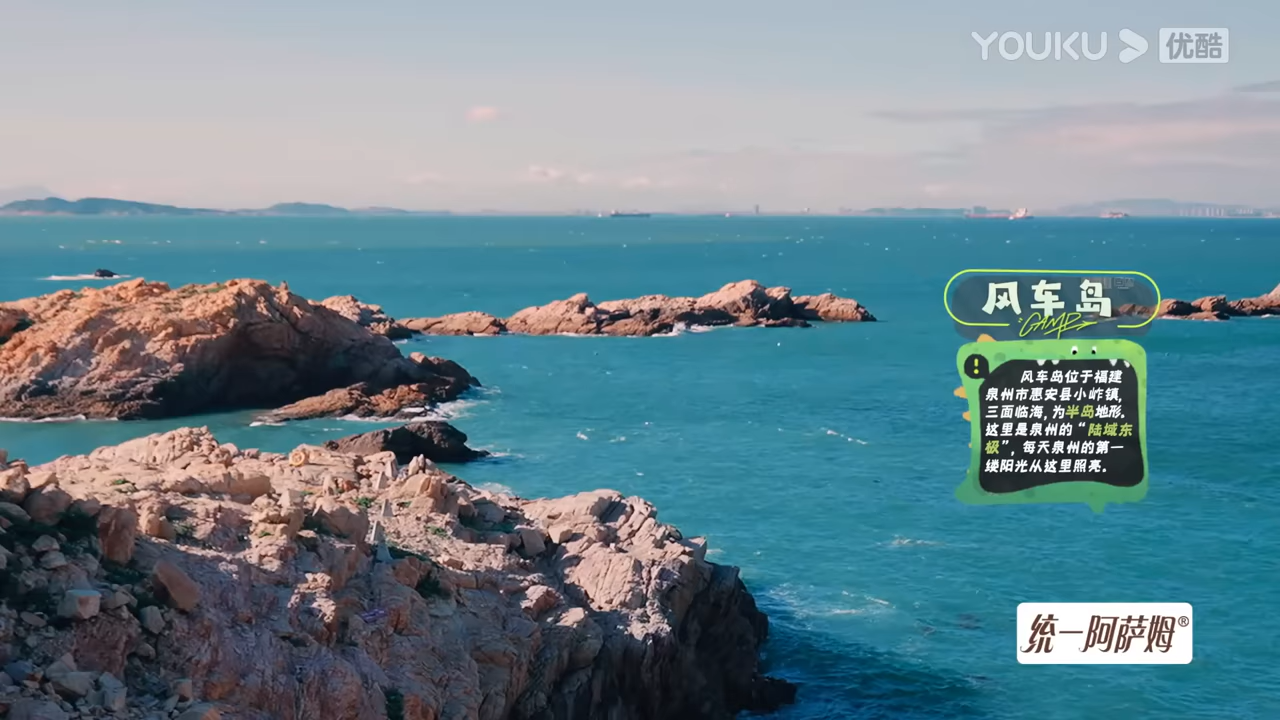 YOUKU 优酷
风车岛
CAMP
风车岛位于福建
泉州市惠安县小岞镇,
三面临海,为半岛地形。
这里是泉州的“陆域东
极”,每天泉州的第一
缕阳光从这里照亮。
统一阿萨姆®